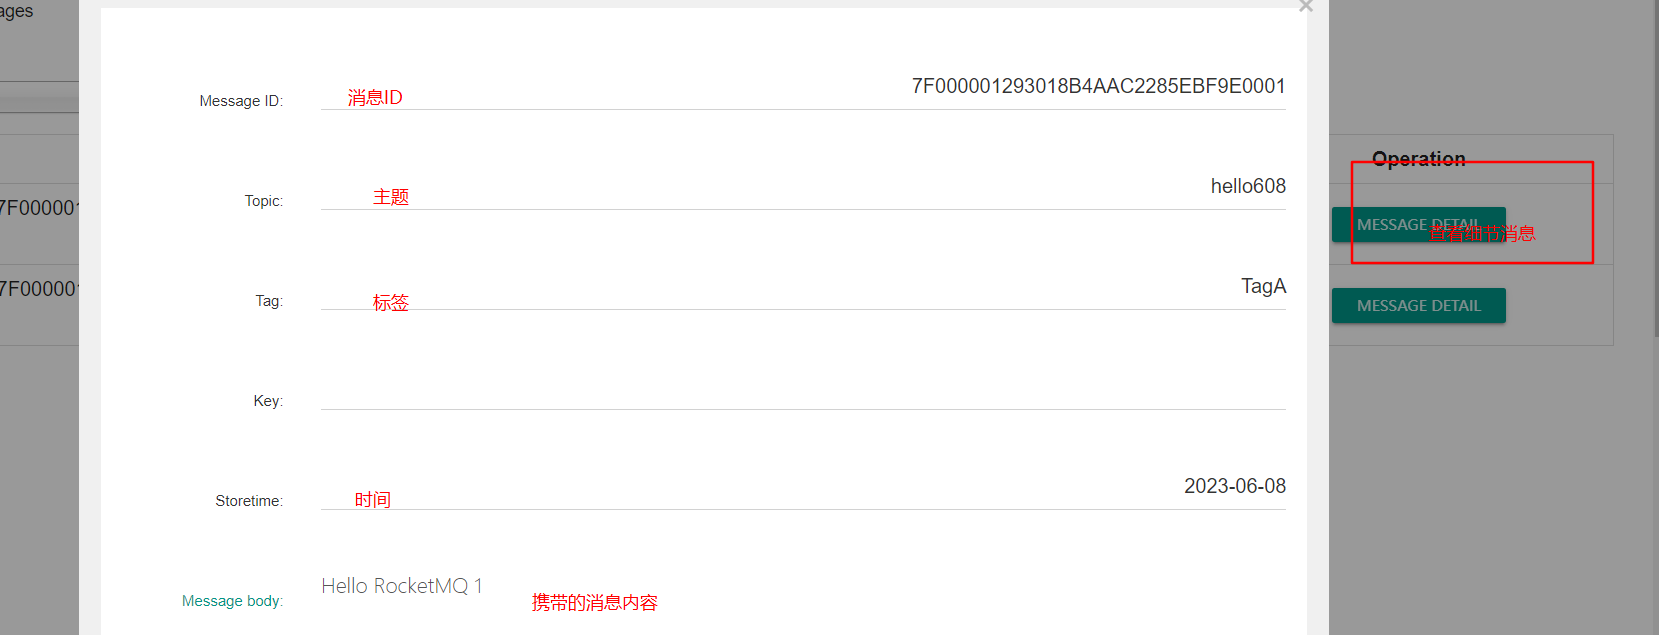 ages
Message ID:
消息ID
7F000001293018B4AAC2285EBF9E0001
Operation
Topic:
主题
hello608
7F00000
MESSAGE DETAIL
查看细节消息
Tag:
标签
TagA
7F00000
MESSAGE DETAIL
Key:
Storetime:
时间
2023-06-08
Message body:
Hello RocketMQ 1
携带的消息内容